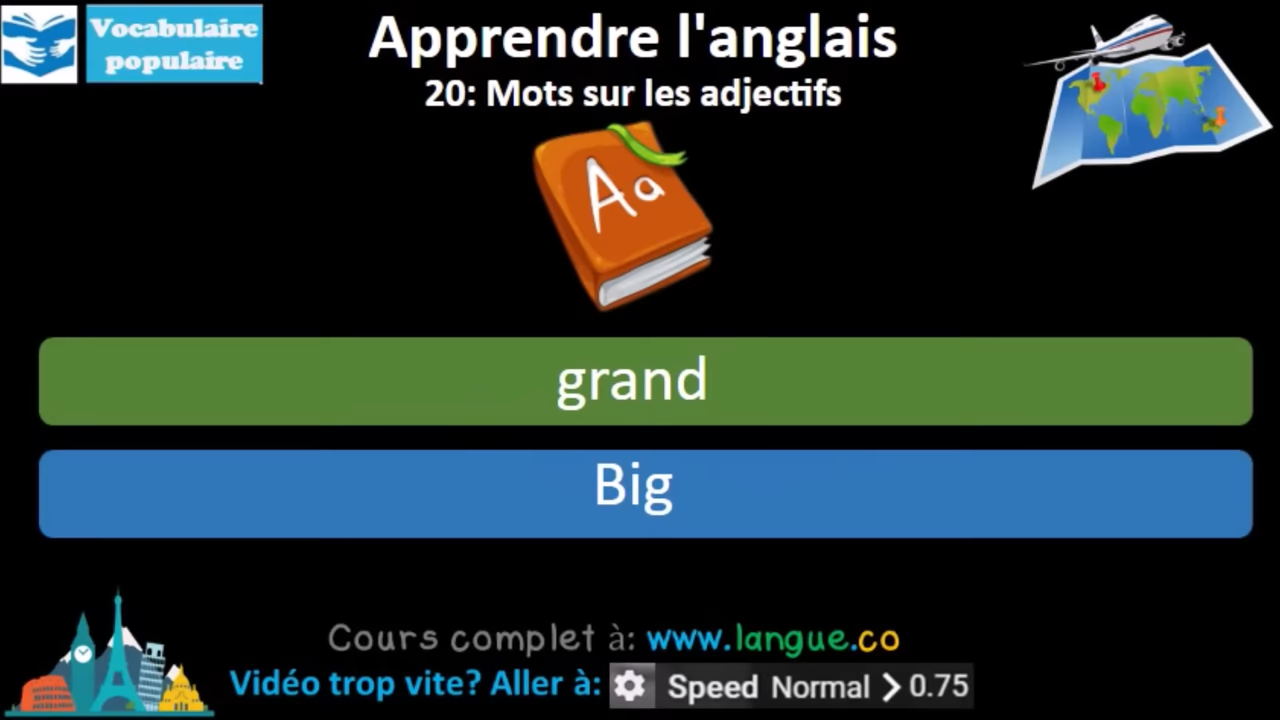 Vocabulaire
populaire
Apprendre l'anglais
20: Mots sur les adjectifs
Aa
grand
Big
Cours complet à: www.langue.co
Vidéo trop vite? Aller à: Speed Normal > 0.75